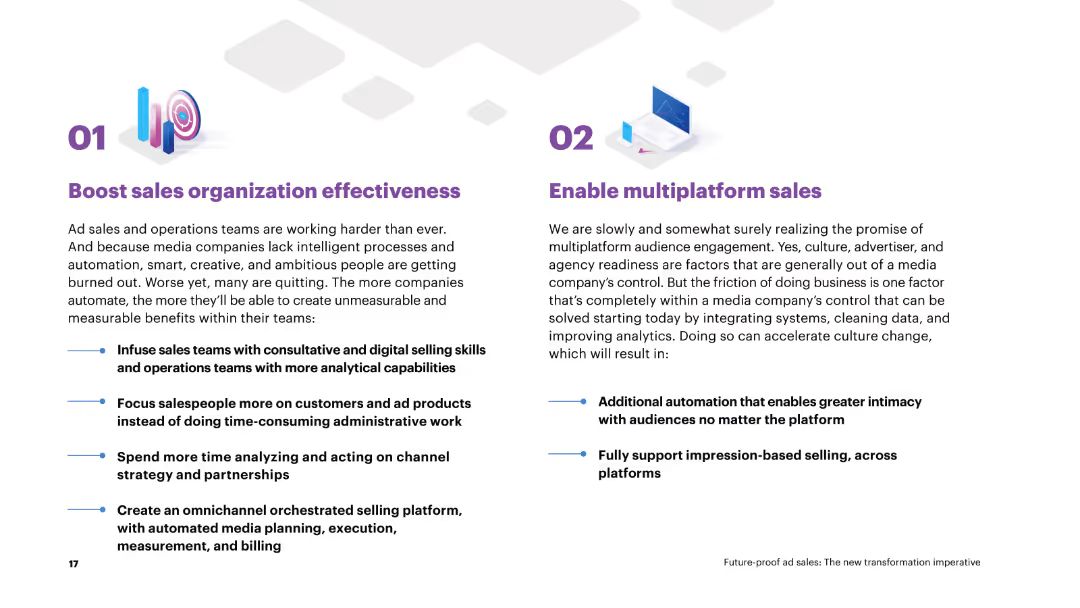 01
Boost sales organization effectiveness
Ad sales and operations teams are working harder than ever.
And because media companies lack intelligent processes and
automation, smart, creative, and ambitious people are getting
burned out. Worse yet, many are quitting. The more companies
automate, the more they’ll be able to create unmeasurable and
measurable benefits within their teams:
Infuse sales teams with consultative and digital selling skills
and operations teams with more analytical capabilities
Focus salespeople more on customers and ad products
instead of doing time-consuming administrative work
Spend more time analyzing and acting on channel
strategy and partnerships
Create an omnichannel orchestrated selling platform,
with automated media planning, execution,
measurement, and billing
02
Enable multiplatform sales
We are slowly and somewhat surely realizing the promise of
multiplatform audience engagement. Yes, culture, advertiser, and
agency readiness are factors that are generally out of a media
company’s control. But the friction of doing business is one factor
that’s completely within a media company’s control that can be
solved starting today by integrating systems, cleaning data, and
improving analytics. Doing so can accelerate culture change,
which will result in:
Additional automation that enables greater intimacy
with audiences no matter the platform
Fully support impression-based selling, across
platforms
17
Future-proof ad sales: The new transformation imperative